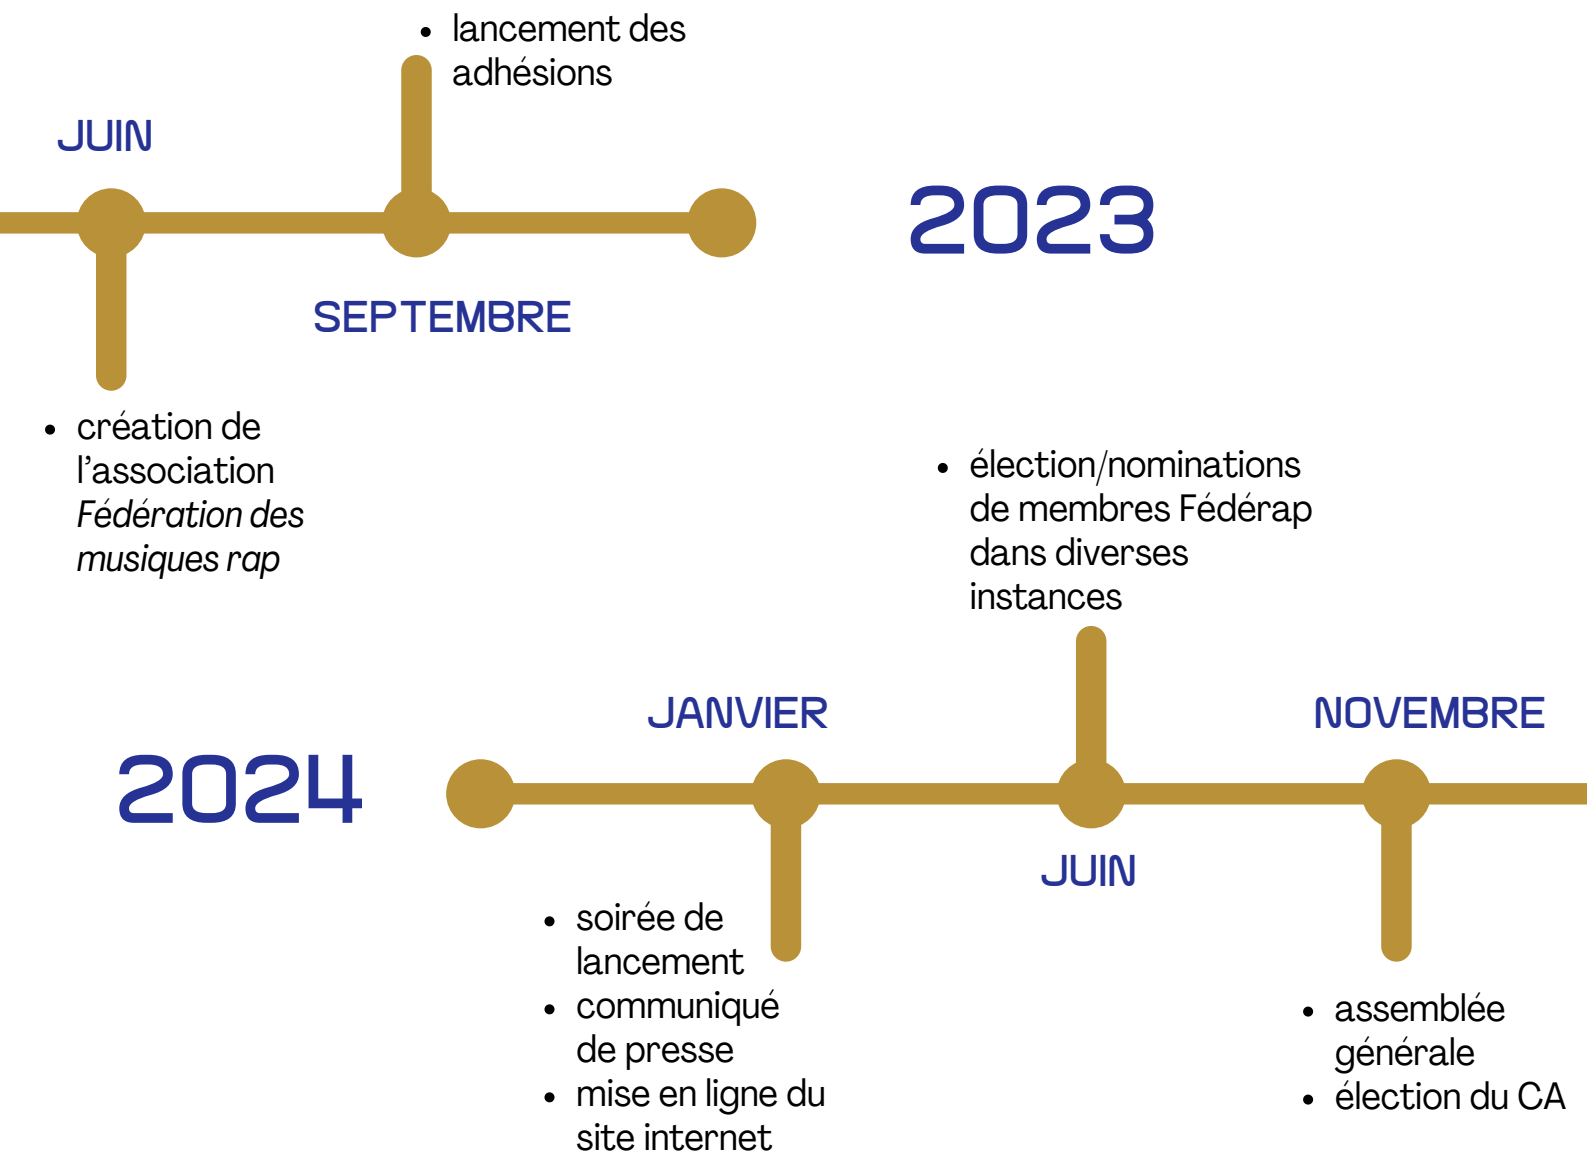 • lancement des
adhésions
JUIN
2023
SEPTEMBRE
• création de
l’association
Fédération des
musiques rap
• élection/nominations
de membres Fédérap
dans diverses
instances
JANVIER
NOVEMBRE
2024
JUIN
• soirée de
lancement
• communiqué
de presse
• mise en ligne du
site internet
• assemblée
générale
• élection du CA